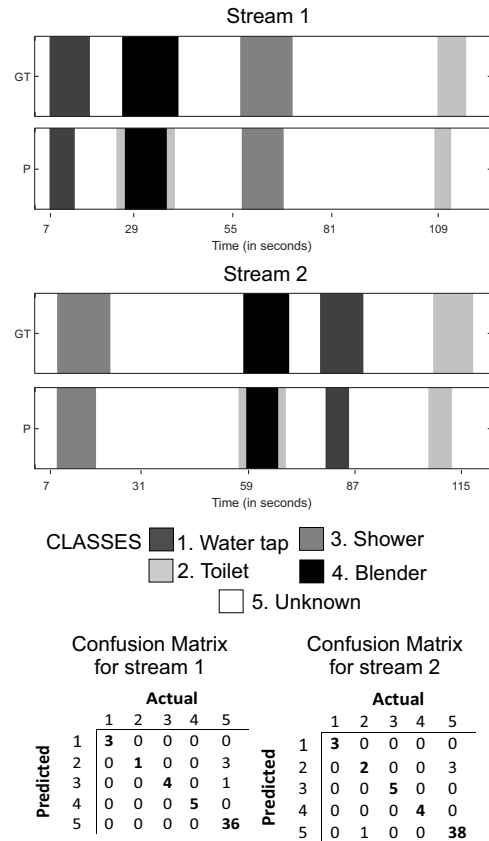 Stream 1
GT
P
7 29 55 81 109
Time (in seconds)
Stream 2
GT
P
7 31 59 87 115
Time (in seconds)
CLASSES 1. Water tap 3. Shower
2. Toilet 4. Blender
5. Unknown
Confusion Matrix
for stream 1
Actual
Predicted
1 2 3 4 5
1 3 0 0 0 0
2 0 1 0 0 3
3 0 0 4 0 1
4 0 0 0 5 0
5 0 0 0 0 36
Confusion Matrix
for stream 2
Actual
Predicted
1 2 3 4 5
1 3 0 0 0 0
2 0 2 0 0 3
3 0 0 5 0 0
4 0 0 0 4 0
5 0 1 0 0 38